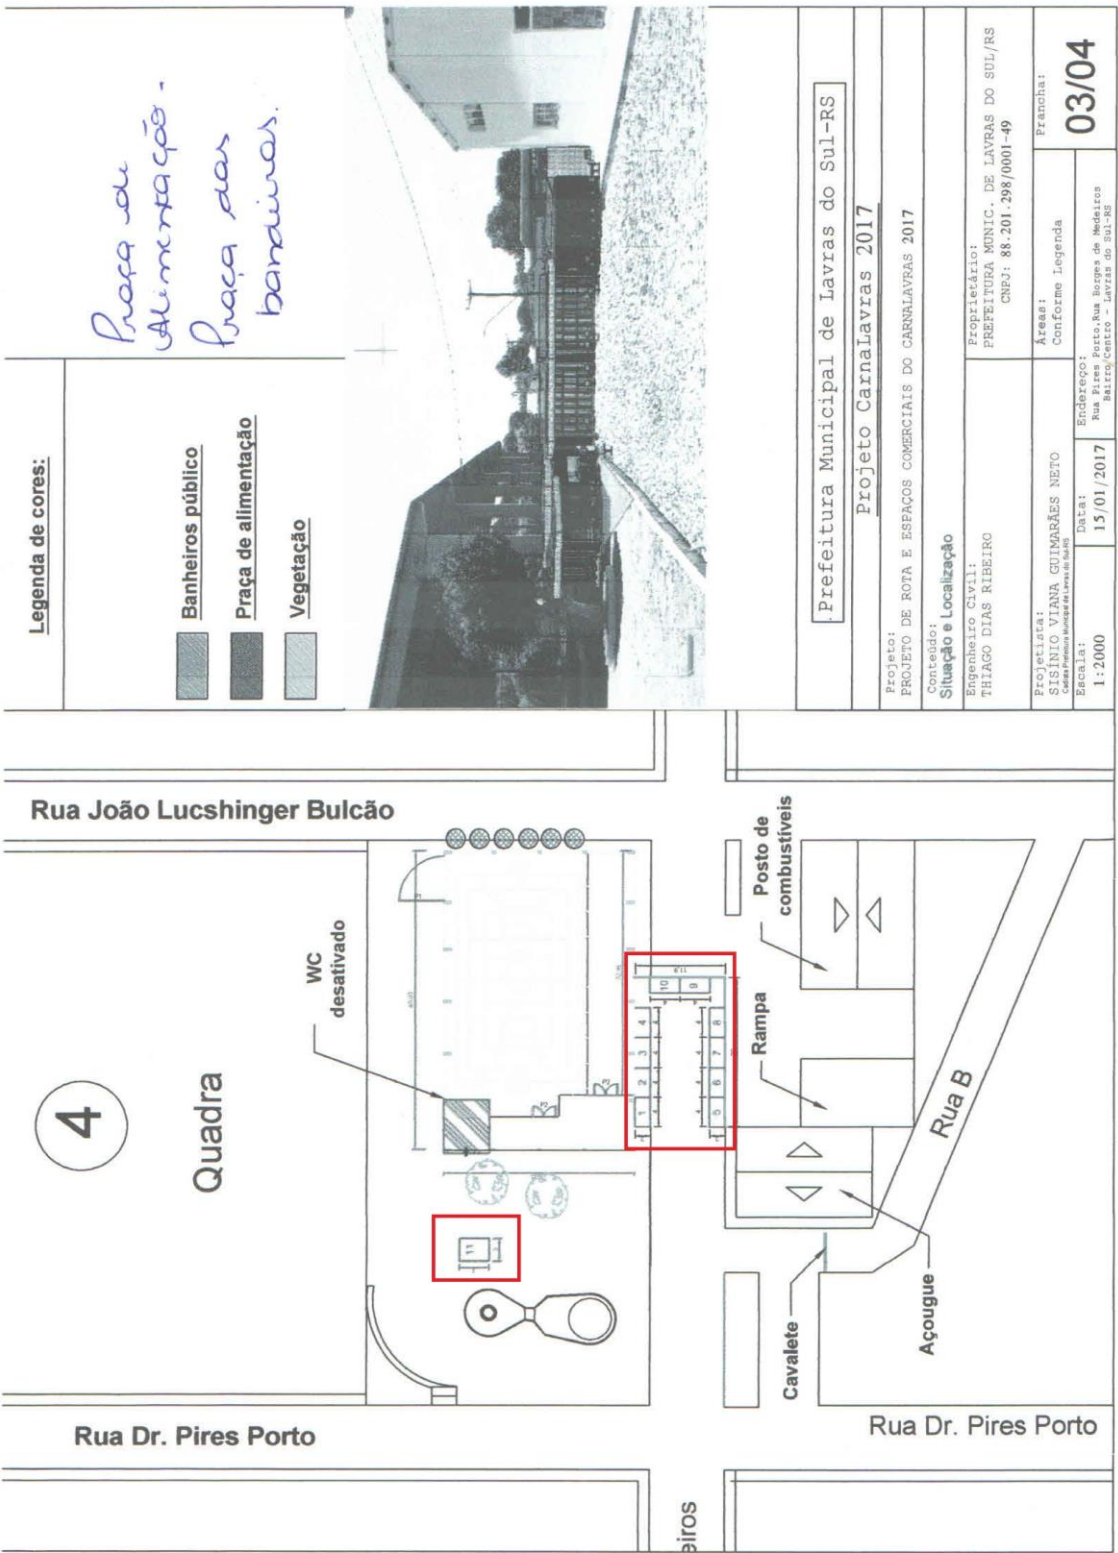 Legenda de cores:
Banheiros público
Praça de alimentação
Vegetação
Praça de
Alimentação -
Praça das
bandeiras.
Prefeitura Municipal de Lavras do Sul-RS
Projeto CarnaLavras 2017
Projeto:
PROJETO DE ROTA E ESPAÇOS COMERCIAIS DO CARNALAVRAS 2017
Conteúdo:
Situação e Localização
Engenheiro Civil:
THIAGO DIAS RIBEIRO
Proprietário:
PREFEITURA MUNIC. DE LAVRAS DO SUL/RS
CNPJ: 88.201.298/0001-49
Projetista:
SISÍNIO VIANA GUIMARÃES NETO
Áreas:
Conforme Legenda
Prancha:
03/04
Escala:
1:2000
Data:
15/01/2017
Endereço:
Rua Pires Porto, Rua Borges de Medeiros
Bairro/Centro - Lavras do Sul-RS
Rua João Lucshinger Bulcão
4
Quadra
WC
desativado
Posto de
combustíveis
Rampa
1 2 3 4
10 9
5 6 7 8
11
Rua B
Cavalete
Açougue
Rua Dr. Pires Porto
Rua Dr. Pires Porto
eiros